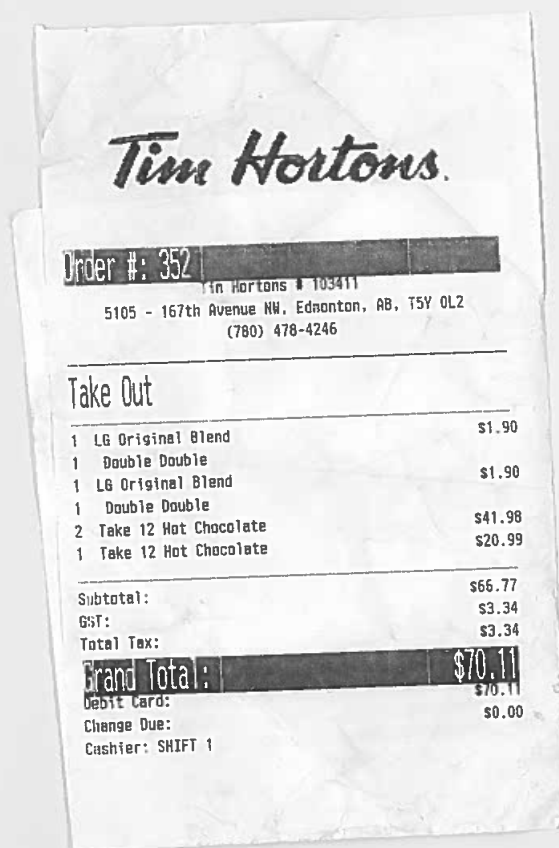 Tim Hortons.
Order #: 352
Tim Hortons # 103411
5105 - 167th Avenue NW, Edmonton, AB, T5Y 0L2
(780) 478-4246
Take Out
1 LG Original Blend $1.90
1 Double Double
1 LG Original Blend $1.90
1 Double Double
2 Take 12 Hot Chocolate $41.98
1 Take 12 Hot Chocolate $20.99
Subtotal: $66.77
GST: $3.34
Total Tax: $3.34
Grand Total: $70.11
Debit Card: $70.11
Change Due: $0.00
Cashier: SHIFT 1